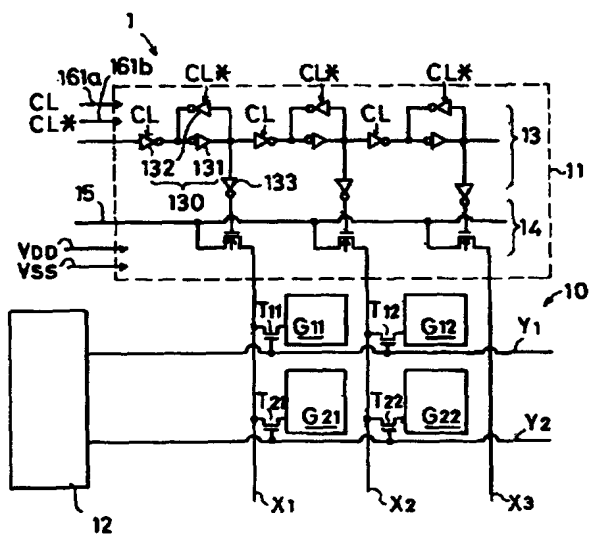 1
CL* CL* CL*
161a 161b
CL
CL*
CL CL CL
13
132 131 133
130
11
15
14
VDD
VSS
10
T11 G11 T12 G12 Y1
T21 G21 T22 G22
Y2
12
X1 X2 X3